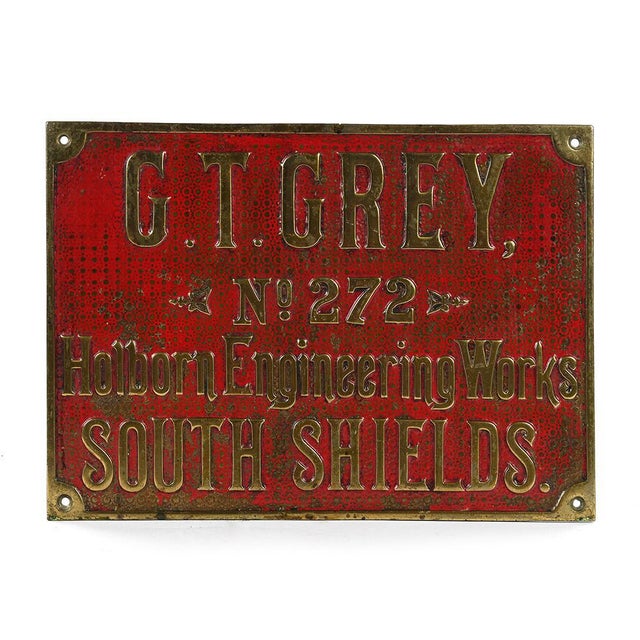 G.T. GREY,
Nº 272
Holborn Engineering Works
SOUTH SHIELDS.